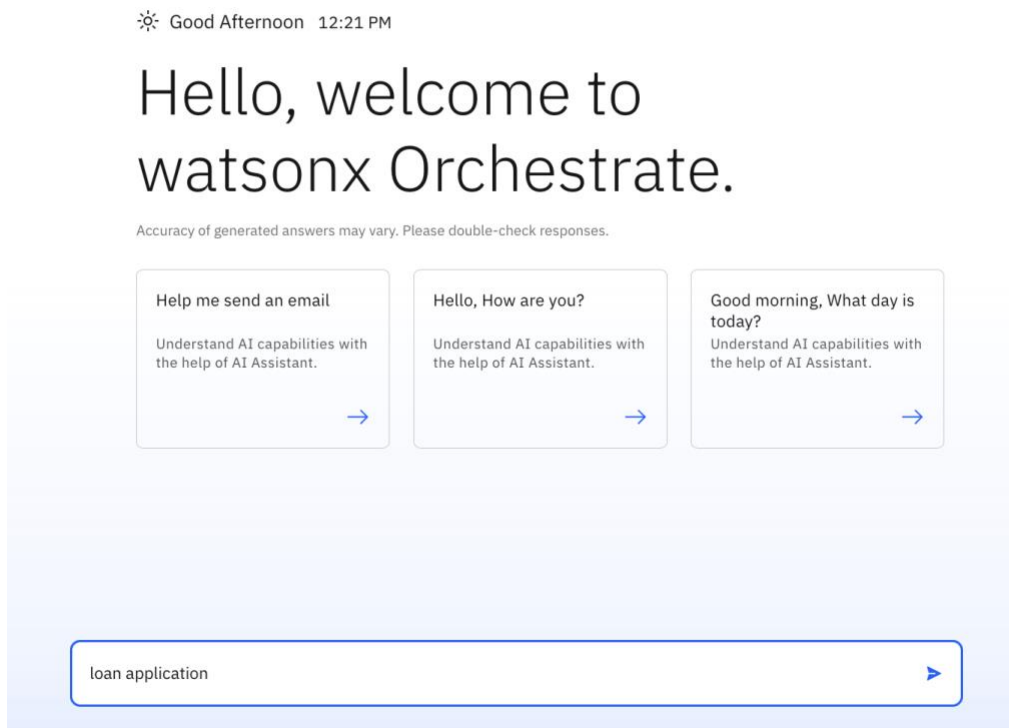 Good Afternoon 12:21 PM
Hello, welcome to
watsonx Orchestrate.
Accuracy of generated answers may vary. Please double-check responses.
Help me send an email
Understand AI capabilities with
the help of AI Assistant.
Hello, How are you?
Understand AI capabilities with
the help of AI Assistant.
Good morning, What day is
today?
Understand AI capabilities with
the help of AI Assistant.
loan application